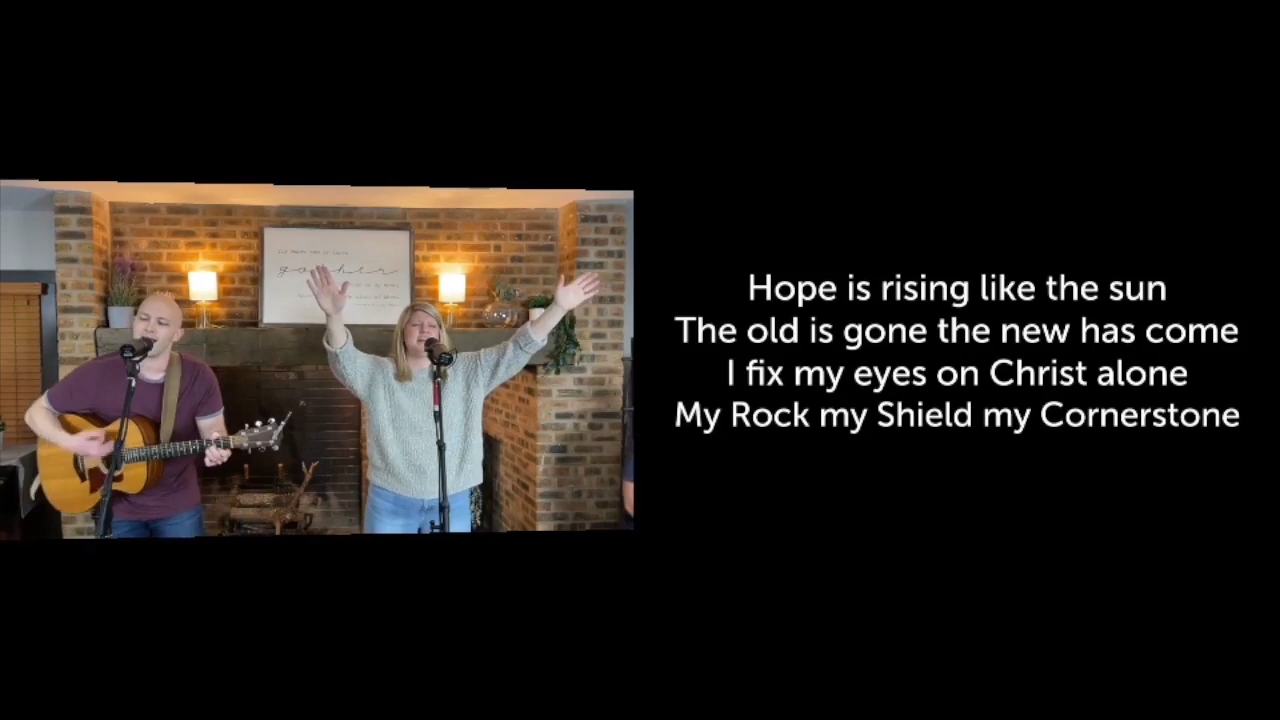 gather
Hope is rising like the sun
The old is gone the new has come
I fix my eyes on Christ alone
My Rock my Shield my Cornerstone